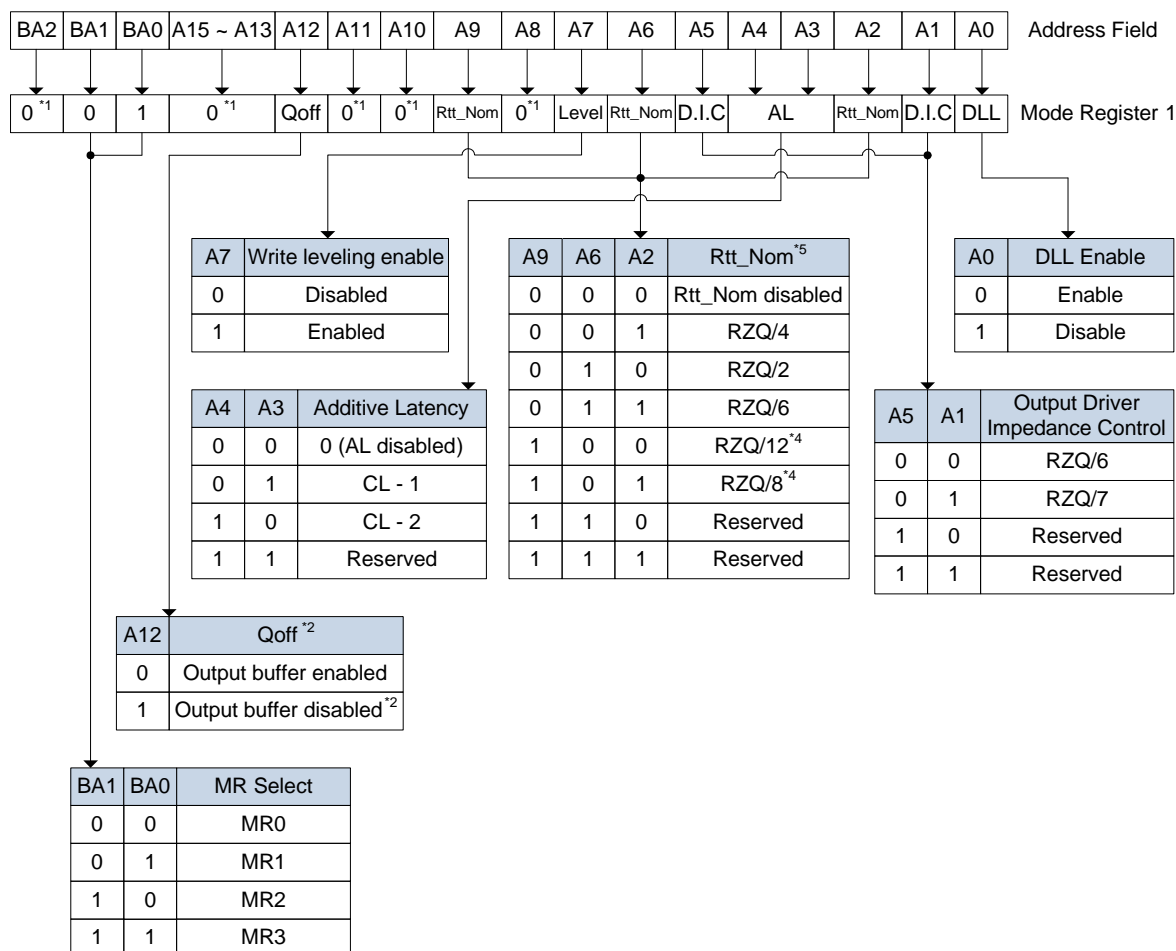 BA2 BA1 BA0 A15 ~ A13 A12 A11 A10 A9 A8 A7 A6 A5 A4 A3 A2 A1 A0 Address Field
0*1 0 1 0*1 Qoff 0*1 0*1 Rtt_Nom 0*1 Level Rtt_Nom D.I.C AL Rtt_Nom D.I.C DLL Mode Register 1
A7 Write leveling enable
0 Disabled
1 Enabled
A9 A6 A2 Rtt_Nom*5
0 0 0 Rtt_Nom disabled
0 0 1 RZQ/4
0 1 0 RZQ/2
0 1 1 RZQ/6
1 0 0 RZQ/12*4
1 0 1 RZQ/8*4
1 1 0 Reserved
1 1 1 Reserved
A0 DLL Enable
0 Enable
1 Disable
A4 A3 Additive Latency
0 0 0 (AL disabled)
0 1 CL - 1
1 0 CL - 2
1 1 Reserved
A5 A1 Output Driver
Impedance Control
0 0 RZQ/6
0 1 RZQ/7
1 0 Reserved
1 1 Reserved
A12 Qoff *2
0 Output buffer enabled
1 Output buffer disabled*2
BA1 BA0 MR Select
0 0 MR0
0 1 MR1
1 0 MR2
1 1 MR3